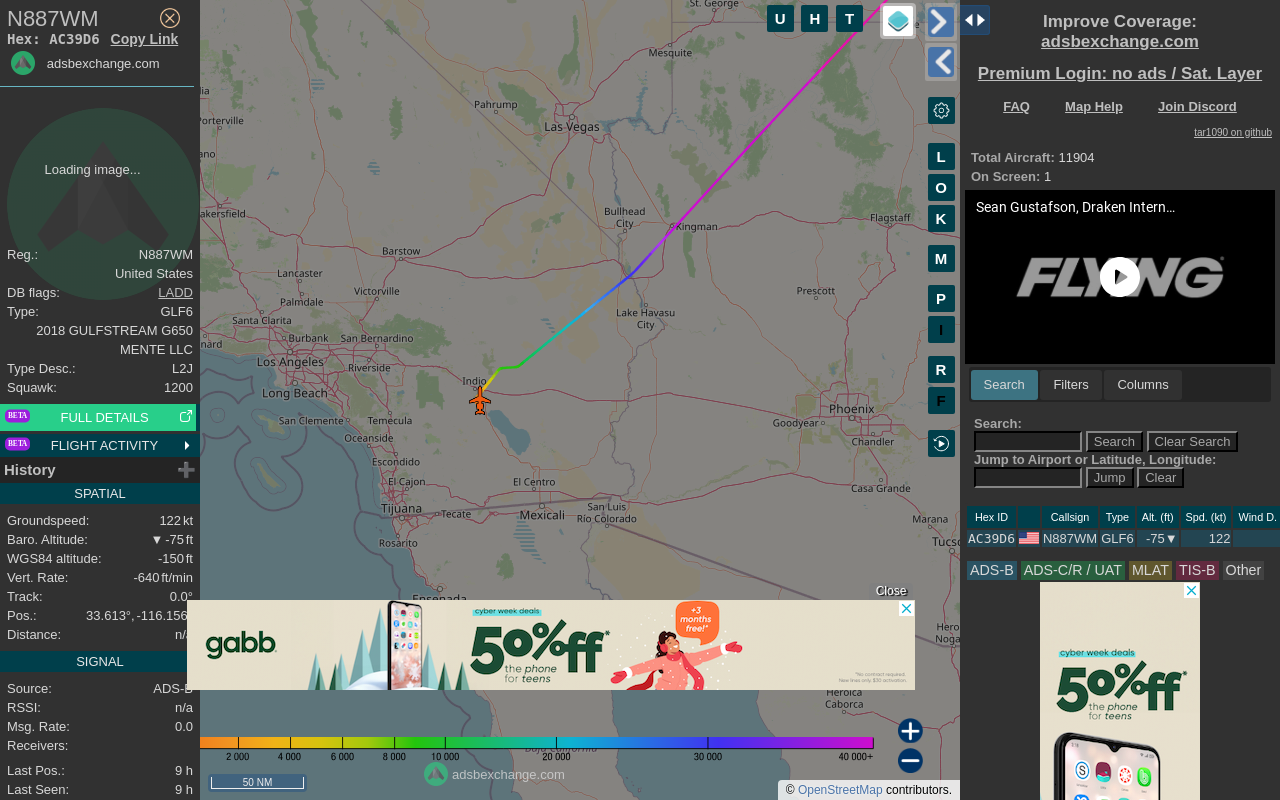 N887WM
Hex: AC39D6 Copy Link
adsbexchange.com
Loading image...
Reg.: N887WM
United States
DB flags: LADD
Type: GLF6
2018 GULFSTREAM G650
MENTE LLC
Type Desc.: L2J
Squawk: 1200
BETA FULL DETAILS
BETA FLIGHT ACTIVITY
History
SPATIAL
Groundspeed: 122 kt
Baro. Altitude: ▼ -75 ft
WGS84 altitude: -150 ft
Vert. Rate: -640 ft/min
Track: 0.0°
Pos.: 33.613°, -116.156
Distance: n/a
SIGNAL
Source: ADS-B
RSSI: n/a
Msg. Rate: 0.0
Receivers:
Last Pos.: 9 h
Last Seen: 9 h
St. George
Mesquite
Pahrump
Las Vegas
Porterville
Bullhead
City
Kingman
Flagstaff
akersfield
Barstow
Lancaster
Victorville
Palmdale
Prescott
Santa Clarita
Lake Havasu
City
Burbank San Bernardino
nard
Los Angeles
Riverside
Indio
Long Beach
San Clemente Temecula
Phoenix
Goodyear
Oceanside
Chandler
Escondido
El Cajon
El Centro
Casa Grande
Tijuana
Tecate
Mexicali
San Luis
Río Colorado
Marana
Rosarito
Tucso
Ensenada
Hero
Noga
Heroica
Caborca
Baja California
U H T
L
O
K
M
P
I
R
F
Close
gabb
cyber week deals
50% off*
the phone
for teens
+3
months
free!*
*No contract required.
New lines only $30 activation
2 000 4 000 6 000 8 000 10 000 20 000 30 000 40 000+
adsbexchange.com
50 NM
© OpenStreetMap contributors.
Improve Coverage:
adsbexchange.com
Premium Login: no ads / Sat. Layer
FAQ Map Help Join Discord
tar1090 on github
Total Aircraft: 11904
On Screen: 1
Sean Gustafson, Draken Intern...
FLYING
Search Filters Columns
Search:
Search Clear Search
Jump to Airport or Latitude, Longitude:
Jump Clear
Hex ID Callsign Type Alt. (ft) Spd. (kt) Wind D.
AC39D6 N887WM GLF6 -75▼ 122
ADS-B ADS-C/R / UAT MLAT TIS-B Other
cyber week deals
50% off*
the phone
for teens